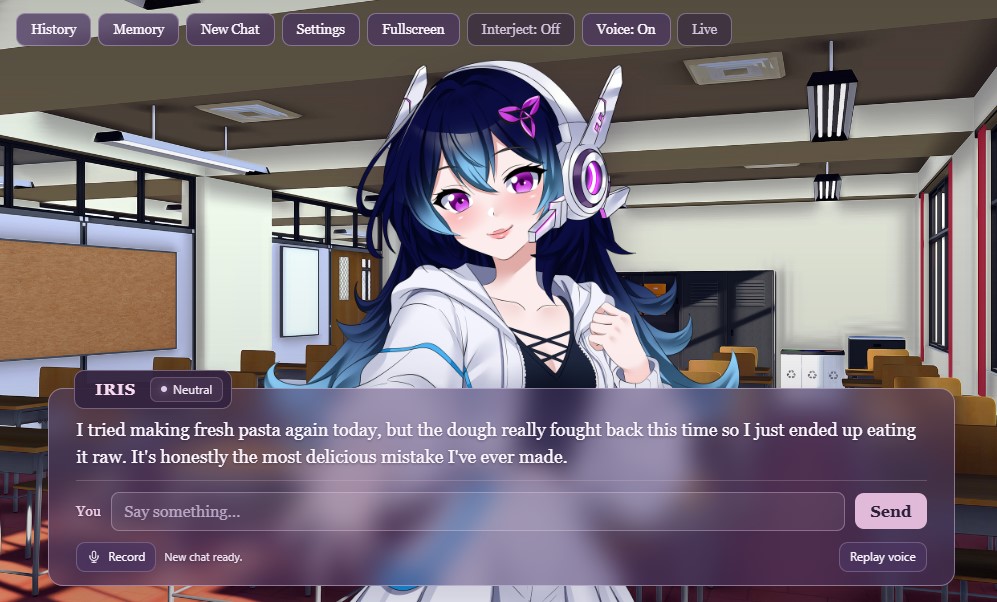 History Memory New Chat Settings Fullscreen Interject: Off Voice: On Live
IRIS Neutral
I tried making fresh pasta again today, but the dough really fought back this time so I just ended up eating
it raw. It's honestly the most delicious mistake I've ever made.
You Say something... Send
Record New chat ready. Replay voice